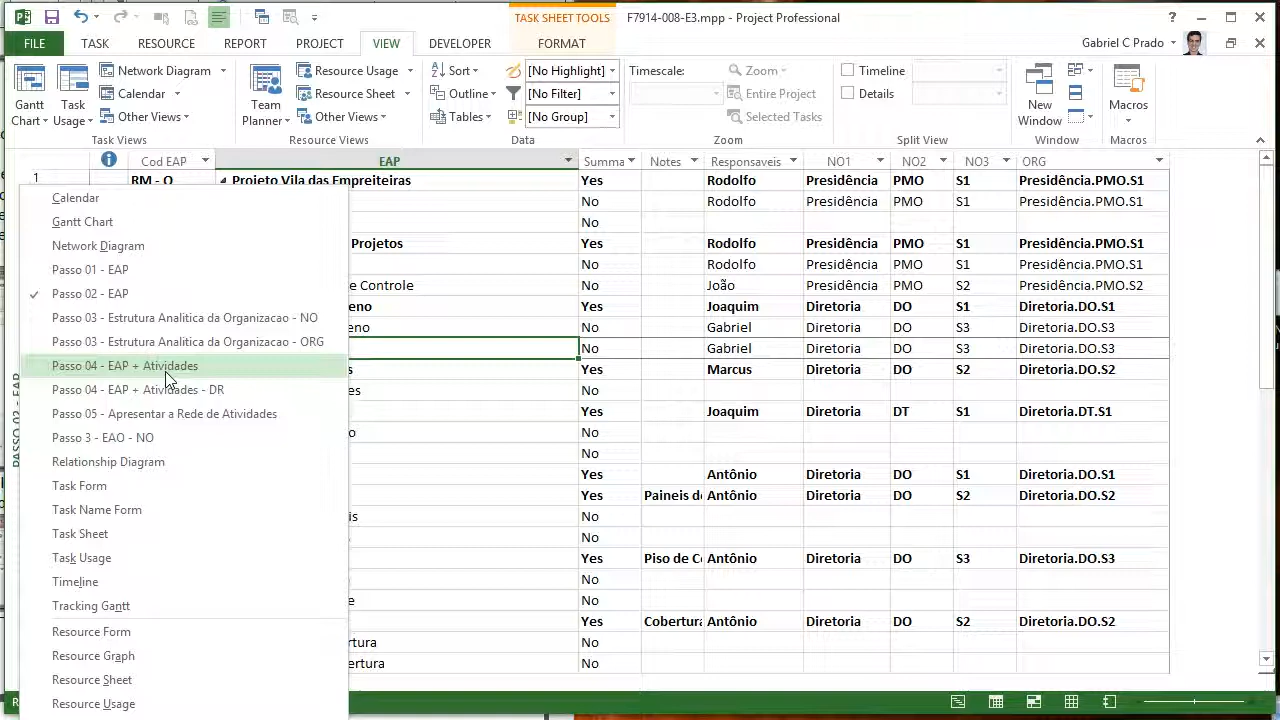 TASK SHEET TOOLS
F7914-008-E3.mpp - Project Professional
FILE TASK RESOURCE REPORT PROJECT VIEW DEVELOPER FORMAT
Gabriel C Prado
Gantt Chart
Task Usage
Network Diagram
Calendar
Other Views
Task Views
Team Planner
Resource Usage
Resource Sheet
Other Views
Resource Views
Sort
Outline
Tables
[No Highlight]
[No Filter]
[No Group]
Data
Timescale:
Zoom
Entire Project
Selected Tasks
Zoom
Timeline
Details
Split View
New Window
Window
Macros
Macros
Cod EAP EAP Summa Notes Responsaveis NO1 NO2 NO3 ORG
1 RM - O Projeto Vila das Empreiteiras Yes Rodolfo Presidência PMO S1 Presidência.PMO.S1
No Rodolfo Presidência PMO S1 Presidência.PMO.S1
No
Projetos Yes Rodolfo Presidência PMO S1 Presidência.PMO.S1
No Rodolfo Presidência PMO S1 Presidência.PMO.S1
e Controle No João Presidência PMO S2 Presidência.PMO.S2
eno Yes Joaquim Diretoria DO S1 Diretoria.DO.S1
eno No Gabriel Diretoria DO S3 Diretoria.DO.S3
No Gabriel Diretoria DO S3 Diretoria.DO.S3
s Yes Marcus Diretoria DO S2 Diretoria.DO.S2
es No
Yes Joaquim Diretoria DT S1 Diretoria.DT.S1
o No
No
Yes Antônio Diretoria DO S1 Diretoria.DO.S1
Yes Paineis de Antônio Diretoria DO S2 Diretoria.DO.S2
is No
No
Yes Piso de Co Antônio Diretoria DO S3 Diretoria.DO.S3
No
e No
Yes Cobertura Antônio Diretoria DO S2 Diretoria.DO.S2
rtura No
ertura No
PASSO 02 - EAP
Calendar
Gantt Chart
Network Diagram
Passo 01 - EAP
Passo 02 - EAP
Passo 03 - Estrutura Analitica da Organizacao - NO
Passo 03 - Estrutura Analitica da Organizacao - ORG
Passo 04 - EAP + Atividades
Passo 04 - EAP + Atividades - DR
Passo 05 - Apresentar a Rede de Atividades
Passo 3 - EAO - NO
Relationship Diagram
Task Form
Task Name Form
Task Sheet
Task Usage
Timeline
Tracking Gantt
Resource Form
Resource Graph
Resource Sheet
Resource Usage